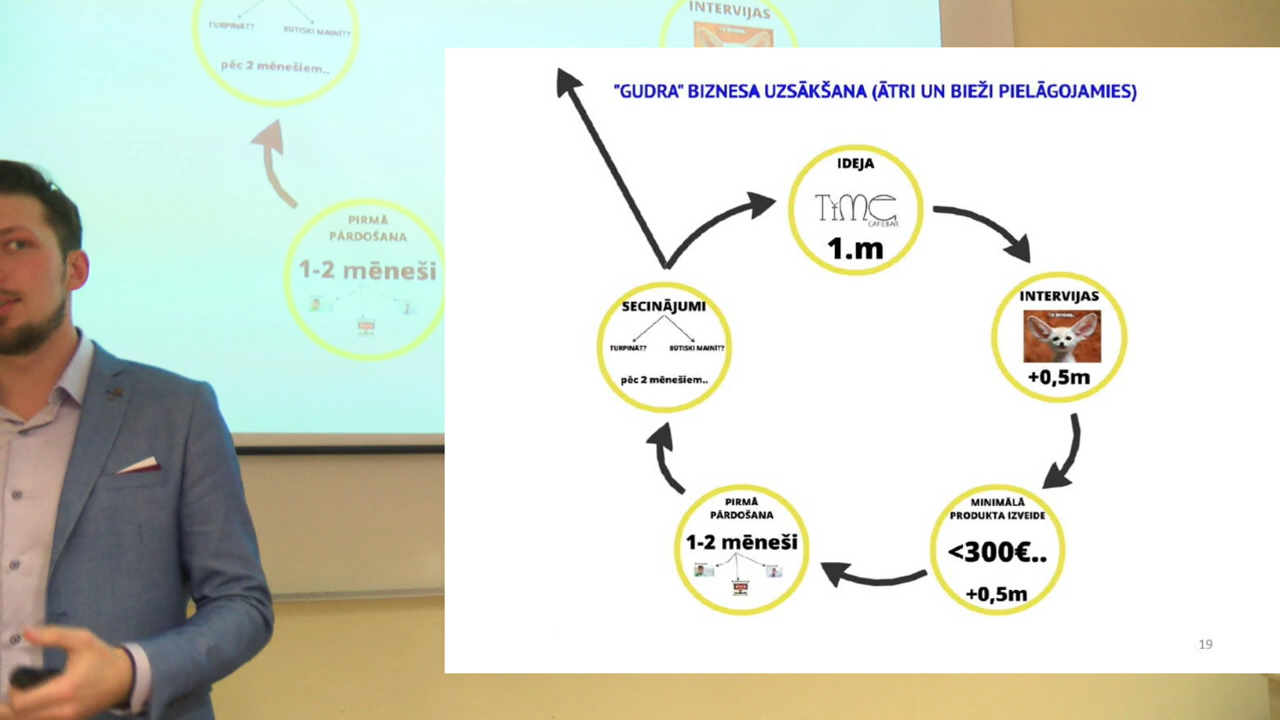 TURPINĀT?
BŪTISKI MAINĪT?
pēc 2 mēnešiem..
PIRMĀ
PĀRDOŠANA
1-2 mēneši
INTERVIJAS
"GUDRA" BIZNESA UZSĀKŠANA (ĀTRI UN BIEŽI PIELĀGOJAMIES)
IDEJA
TIME
CAFEBAR
1.m
INTERVIJAS
+0,5m
MINIMĀLĀ
PRODUKTA IZVEIDE
<300€..
+0,5m
PIRMĀ
PĀRDOŠANA
1-2 mēneši
SECINĀJUMI
TURPINĀT?
BŪTISKI MAINĪT?
pēc 2 mēnešiem..
19